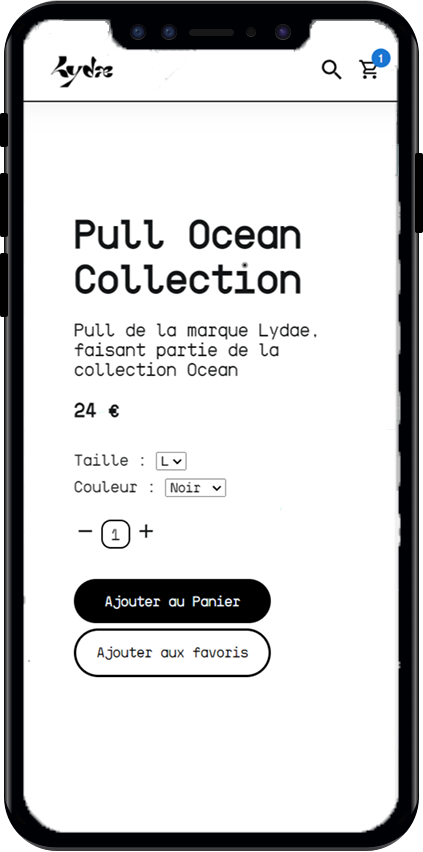 Lydae
1
Pull Ocean
Collection
Pull de la marque Lydae,
faisant partie de la
collection Ocean
24 €
Taille : L
Couleur : Noir
− 1 +
Ajouter au Panier
Ajouter aux favoris